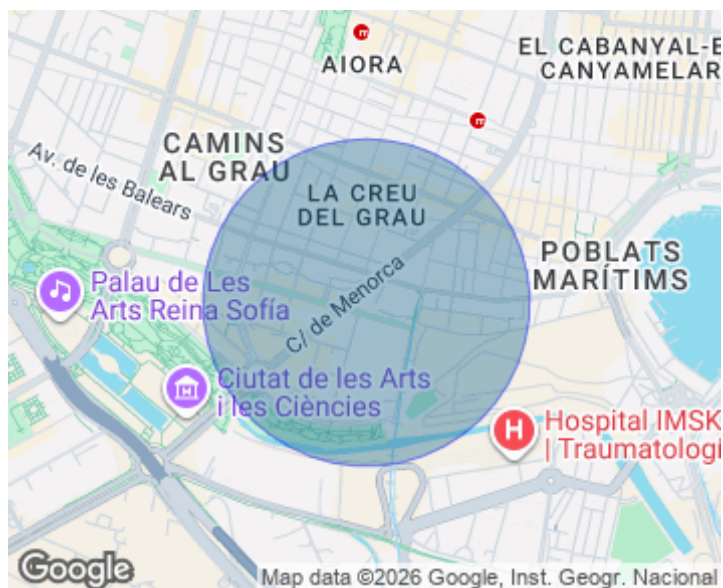 EL CABANYAL-E
CANYAMELAR
AIORA
CAMINS
AL GRAU
Av. de les Balears
LA CREU
DEL GRAU
POBLATS
MARÍTIMS
C/ de Menorca
Palau de Les
Arts Reina Sofía
Ciutat de les Arts
i les Ciències
Hospital IMSK
| Traumatologi
Google
Map data ©2026 Google, Inst. Geogr. Nacional